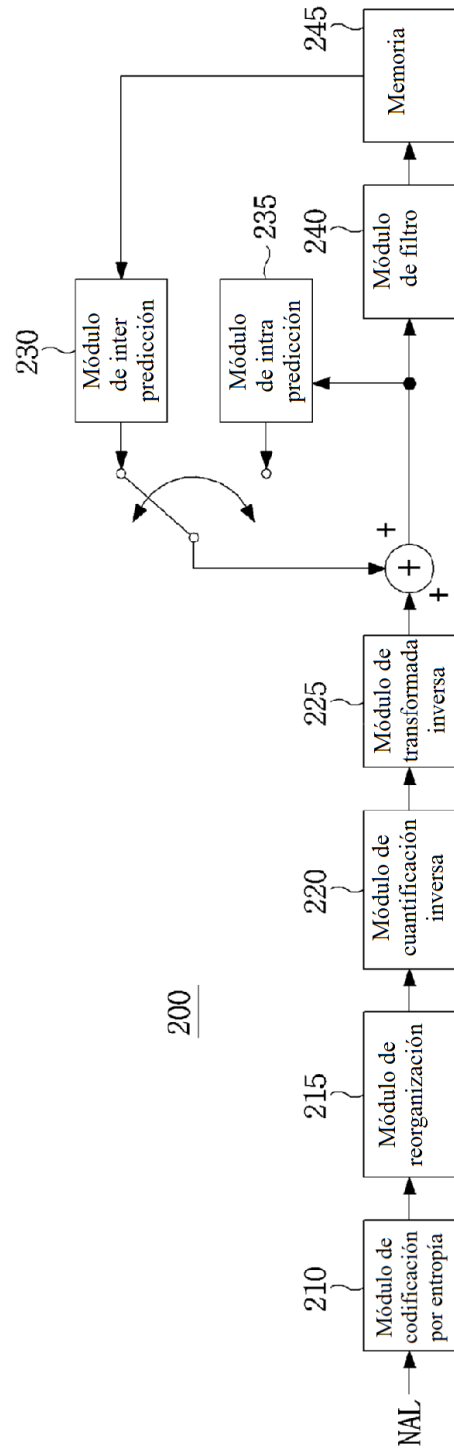 200
NAL
210
Módulo de
codificación
por entropía
215
Módulo de
reorganización
220
Módulo de
cuantificación
inversa
225
Módulo de
transformada
inversa
+
+
+
230
Módulo
de inter
predicción
235
Módulo
de intra
predicción
240
Módulo
de filtro
245
Memoria